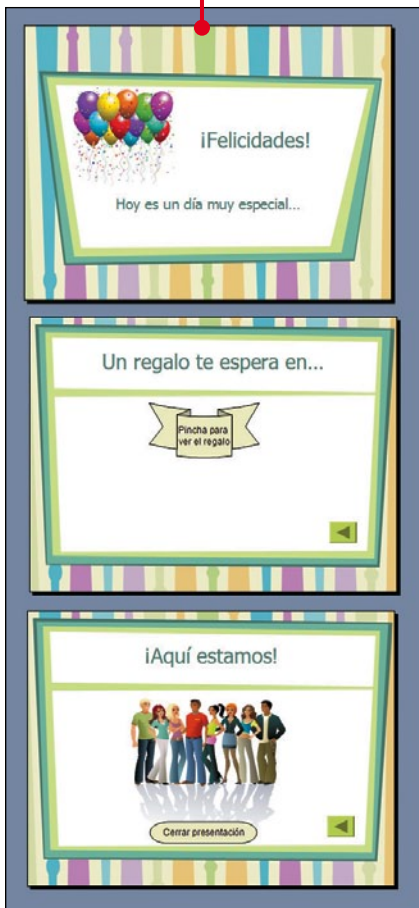 ¡Felicidades!
Hoy es un día muy especial...
Un regalo te espera en...
Pincha para
ver el regalo
¡Aquí estamos!
Cerrar presentación